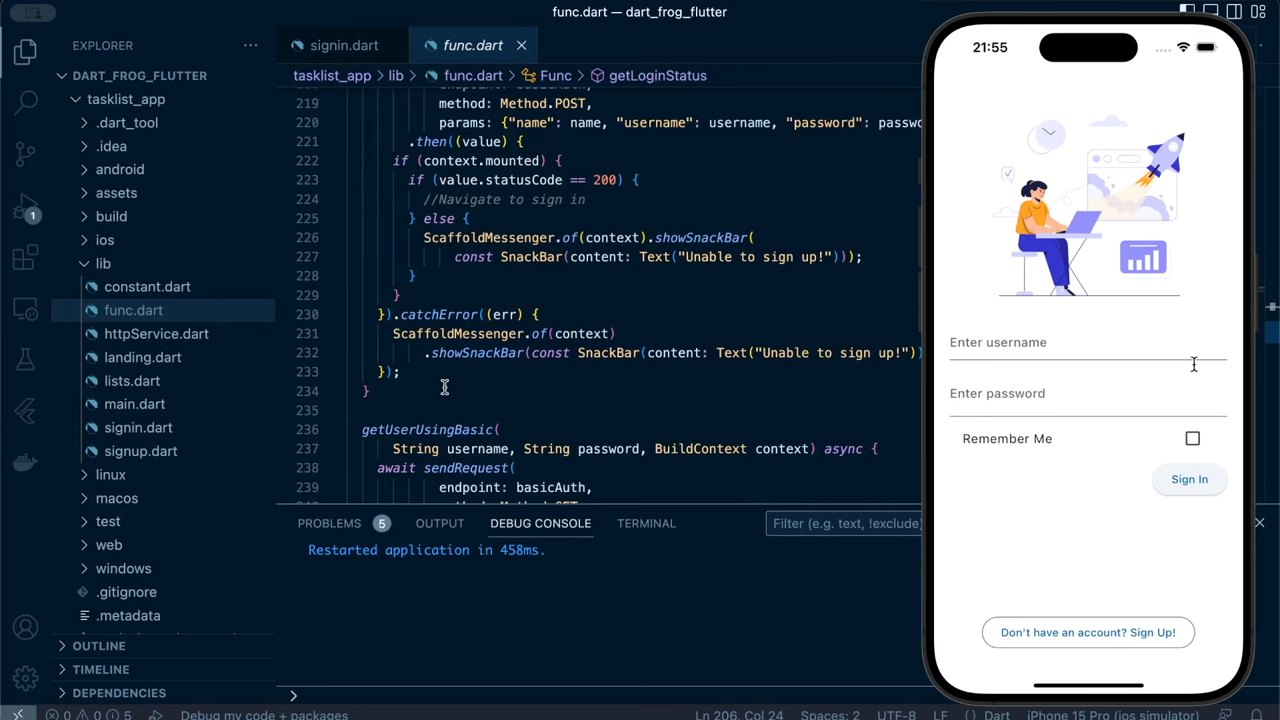 func.dart — dart_frog_flutter
EXPLORER
DART_FROG_FLUTTER
tasklist_app
.dart_tool
.idea
android
assets
build
ios
lib
constant.dart
func.dart
httpService.dart
landing.dart
lists.dart
main.dart
signin.dart
signup.dart
linux
macos
test
web
windows
.gitignore
.metadata
OUTLINE
TIMELINE
DEPENDENCIES
1
signin.dart
func.dart
tasklist_app > lib > func.dart > Func > getLoginStatus
219 method: Method.POST,
220 params: {"name": name, "username": username, "password": passw
221 .then((value) {
222 if (context.mounted) {
223 if (value.statusCode == 200) {
224 //Navigate to sign in
225 } else {
226 ScaffoldMessenger.of(context).showSnackBar(
227 const SnackBar(content: Text("Unable to sign up!")));
228 }
229 }
230 }).catchError((err) {
231 ScaffoldMessenger.of(context)
232 .showSnackBar(const SnackBar(content: Text("Unable to sign up!"))
233 });
234 }
235
236 getUserUsingBasic(
237 String username, String password, BuildContext context) async {
238 await sendRequest(
239 endpoint: basicAuth,
PROBLEMS 5 OUTPUT DEBUG CONSOLE TERMINAL Filter (e.g. text, !exclude)
Restarted application in 458ms.
0 0 5 Debug my code + packages Ln 206, Col 24 Spaces: 2 UTF-8 LF {} Dart iPhone 15 Pro (ios simulator)
21:55
Enter username
Enter password
Remember Me
Sign In
Don't have an account? Sign Up!